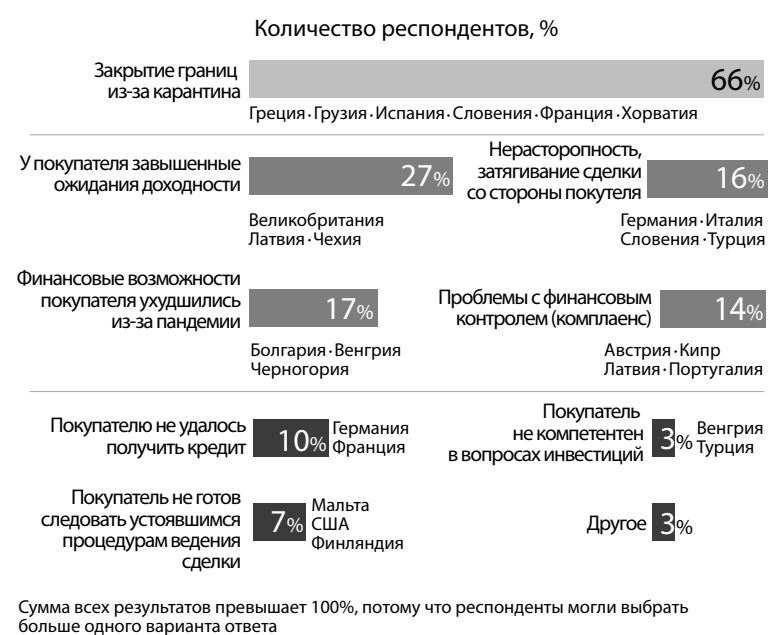 Количество респондентов, %
Закрытие границ
из-за карантина
66%
Греция·Грузия·Испания·Словения·Франция·Хорватия
У покупателя завышенные
ожидания доходности
27%
Великобритания
Латвия·Чехия
Нерасторопность,
затягивание сделки
со стороны покутеля
16%
Германия·Италия
Словения·Турция
Финансовые возможности
покупателя ухудшились
из-за пандемии
17%
Болгария·Венгрия
Черногория
Проблемы с финансовым
контролем (комплаенс)
14%
Австрия·Кипр
Латвия·Португалия
Покупателю не удалось
получить кредит
10%
Германия
Франция
Покупатель
не компетентен
в вопросах инвестиций
3%
Венгрия
Турция
Покупатель не готов
следовать устоявшимся
процедурам ведения
сделки
7%
Мальта
США
Финляндия
Другое
3%
Сумма всех результатов превышает 100%, потому что респонденты могли выбрать
больше одного варианта ответа